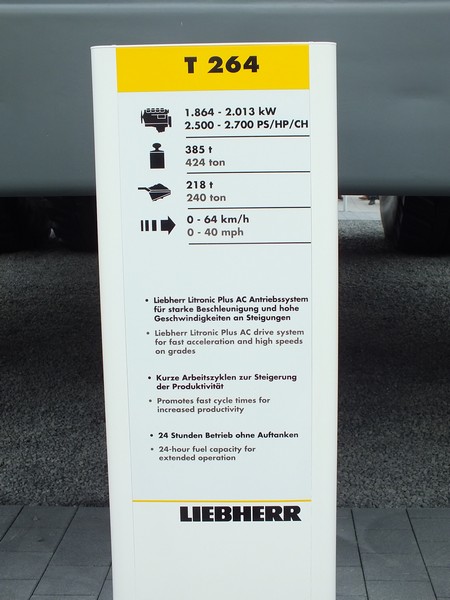 T 264
1.864 - 2.013 kW
2.500 - 2.700 PS/HP/CH
385 t
424 ton
218 t
240 ton
0 - 64 km/h
0 - 40 mph
• Liebherr Litronic Plus AC Antriebssystem
für starke Beschleunigung und hohe
Geschwindigkeiten an Steigungen
• Liebherr Litronic Plus AC drive system
for fast acceleration and high speeds
on grades
• Kurze Arbeitszyklen zur Steigerung
der Produktivität
• Promotes fast cycle times for
increased productivity
• 24 Stunden Betrieb ohne Auftanken
• 24-hour fuel capacity for
extended operation
LIEBHERR